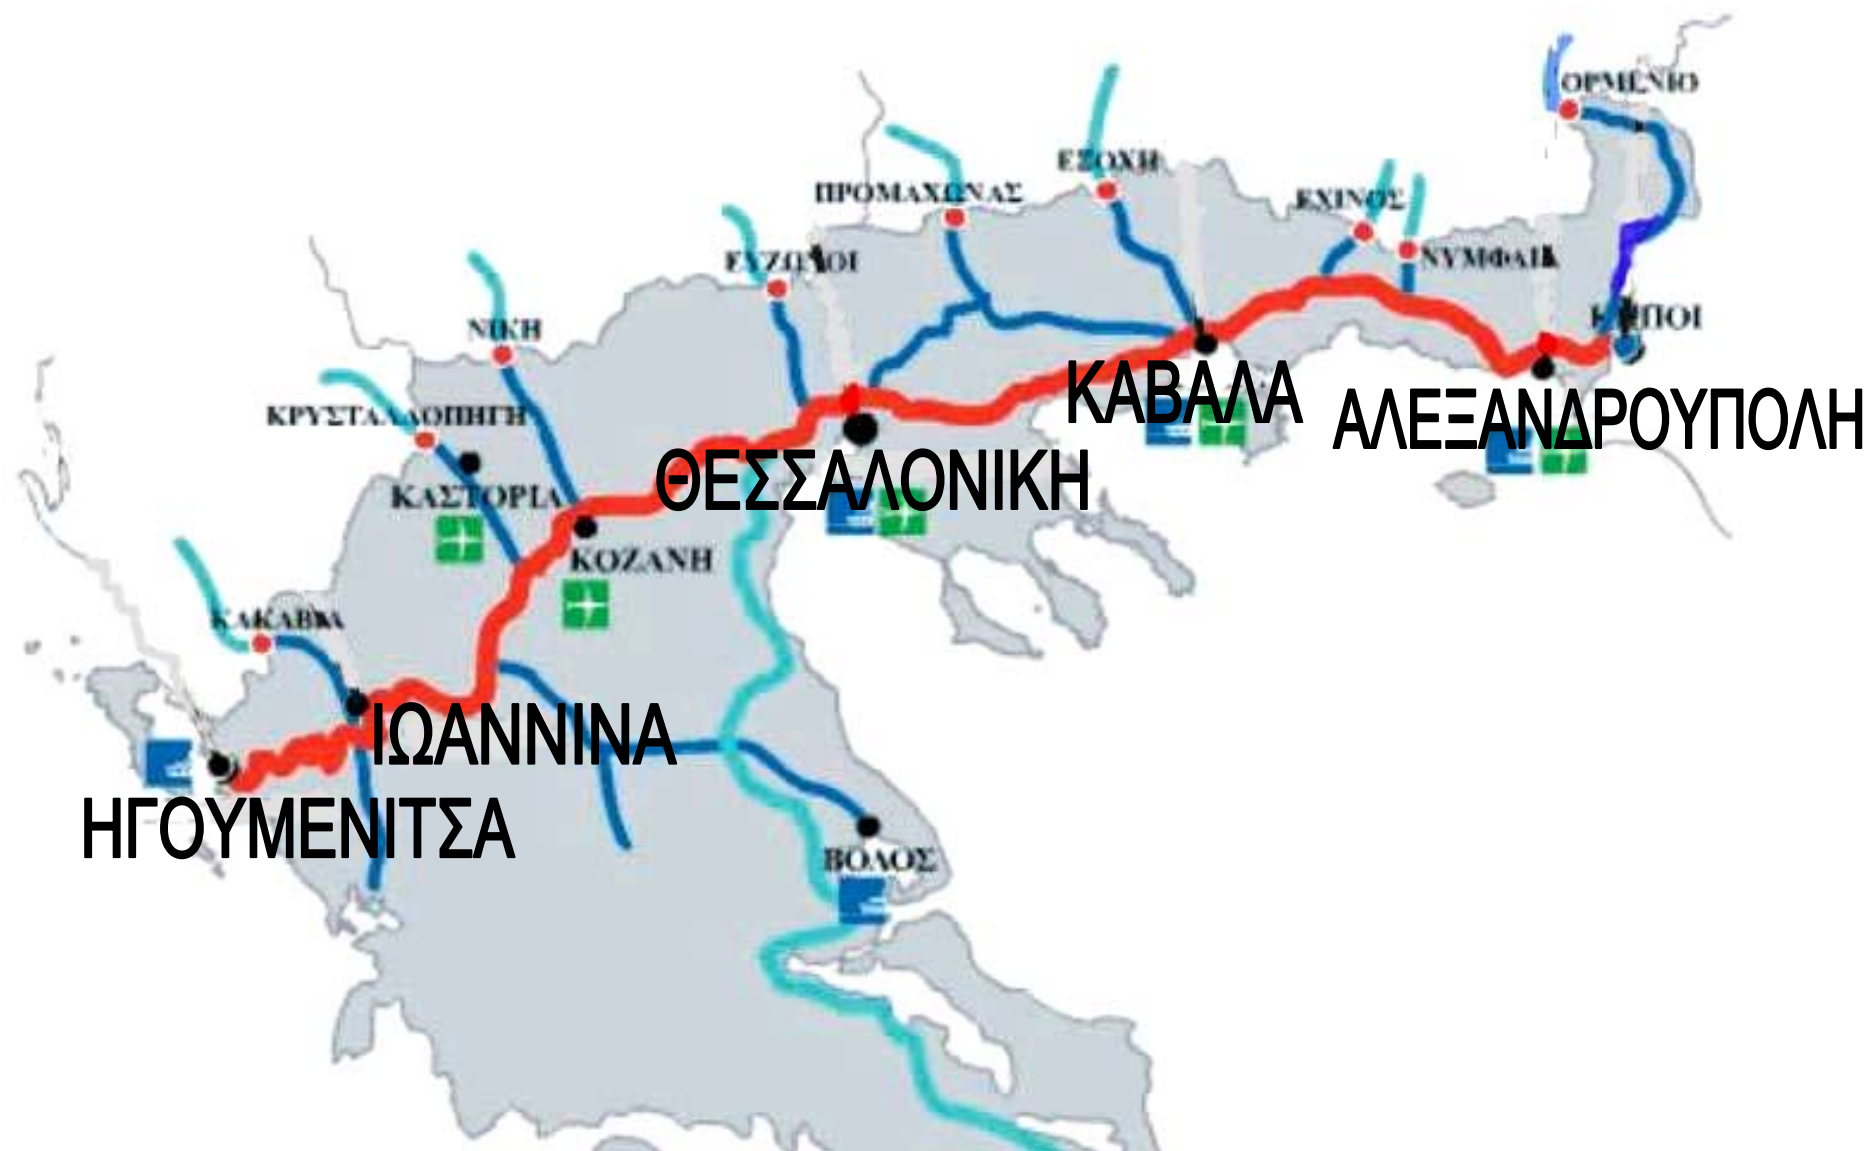 ΟΡΜΕΝΙΟ
ΕΞΟΧΗ
ΠΡΟΜΑΧΩΝΑΣ
ΕΧΙΝΟΣ
ΕΥΖΩΝΟΙ
ΝΥΜΦΑΙΑ
ΝΙΚΗ
ΚΗΠΟΙ
ΚΑΒΑΛΑ
ΑΛΕΞΑΝΔΡΟΥΠΟΛΗ
ΚΡΥΣΤΑΛΛΟΠΗΓΗ
ΘΕΣΣΑΛΟΝΙΚΗ
ΚΑΣΤΟΡΙΑ
ΚΟΖΑΝΗ
ΚΑΚΑΒΙΑ
ΙΩΑΝΝΙΝΑ
ΗΓΟΥΜΕΝΙΤΣΑ
ΒΟΛΟΣ